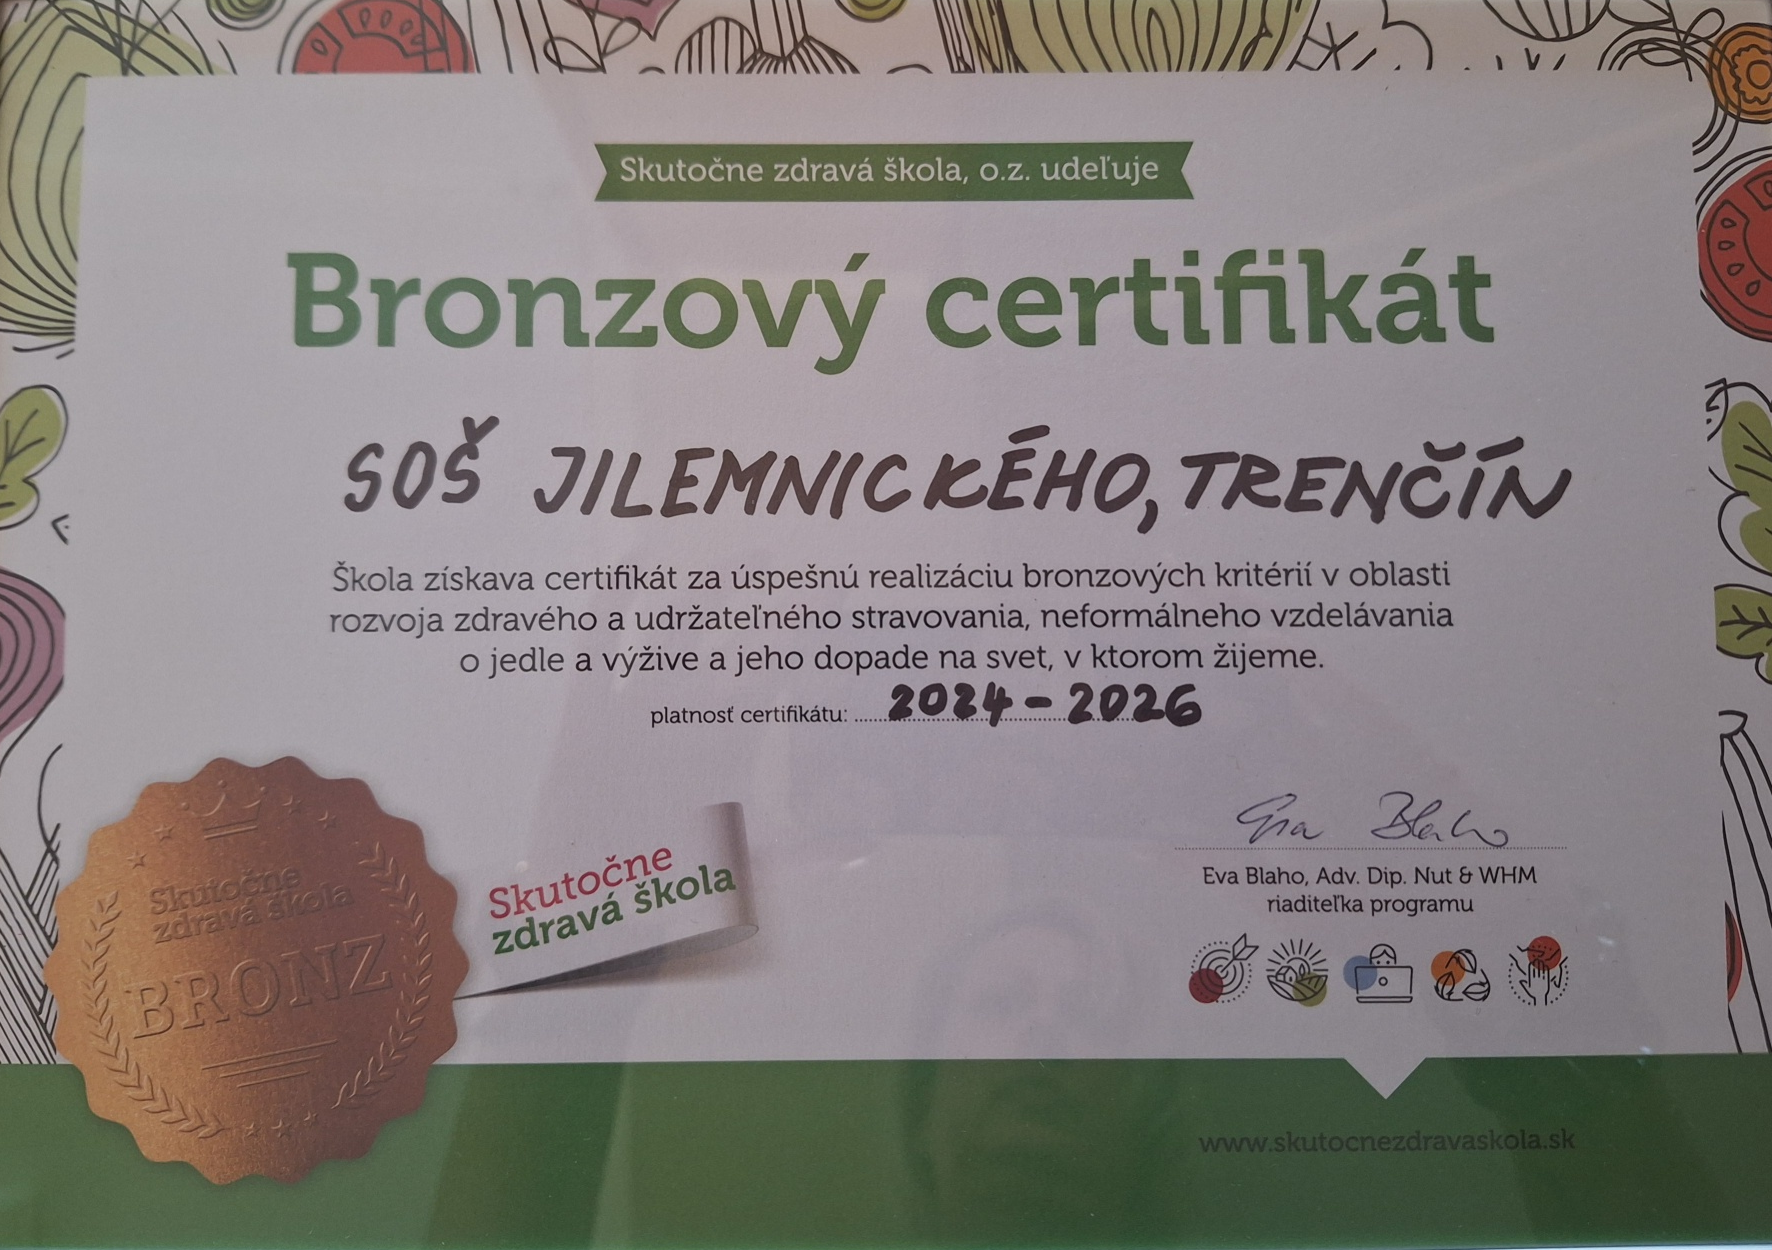 Skutočne zdravá škola, o.z. udeľuje
Bronzový certifikát
SOŠ JILEMNICKÉHO, TRENČÍN
Škola získava certifikát za úspešnú realizáciu bronzových kritérií v oblasti
rozvoja zdravého a udržateľného stravovania, neformálneho vzdelávania
o jedle a výžive a jeho dopade na svet, v ktorom žijeme.
platnosť certifikátu: 2024 - 2026
Skutočne
zdravá škola
BRONZ
Skutočne
zdravá škola
Eva Blaho
Eva Blaho, Adv. Dip. Nut & WHM
riaditeľka programu
www.skutocnezdravaskola.sk